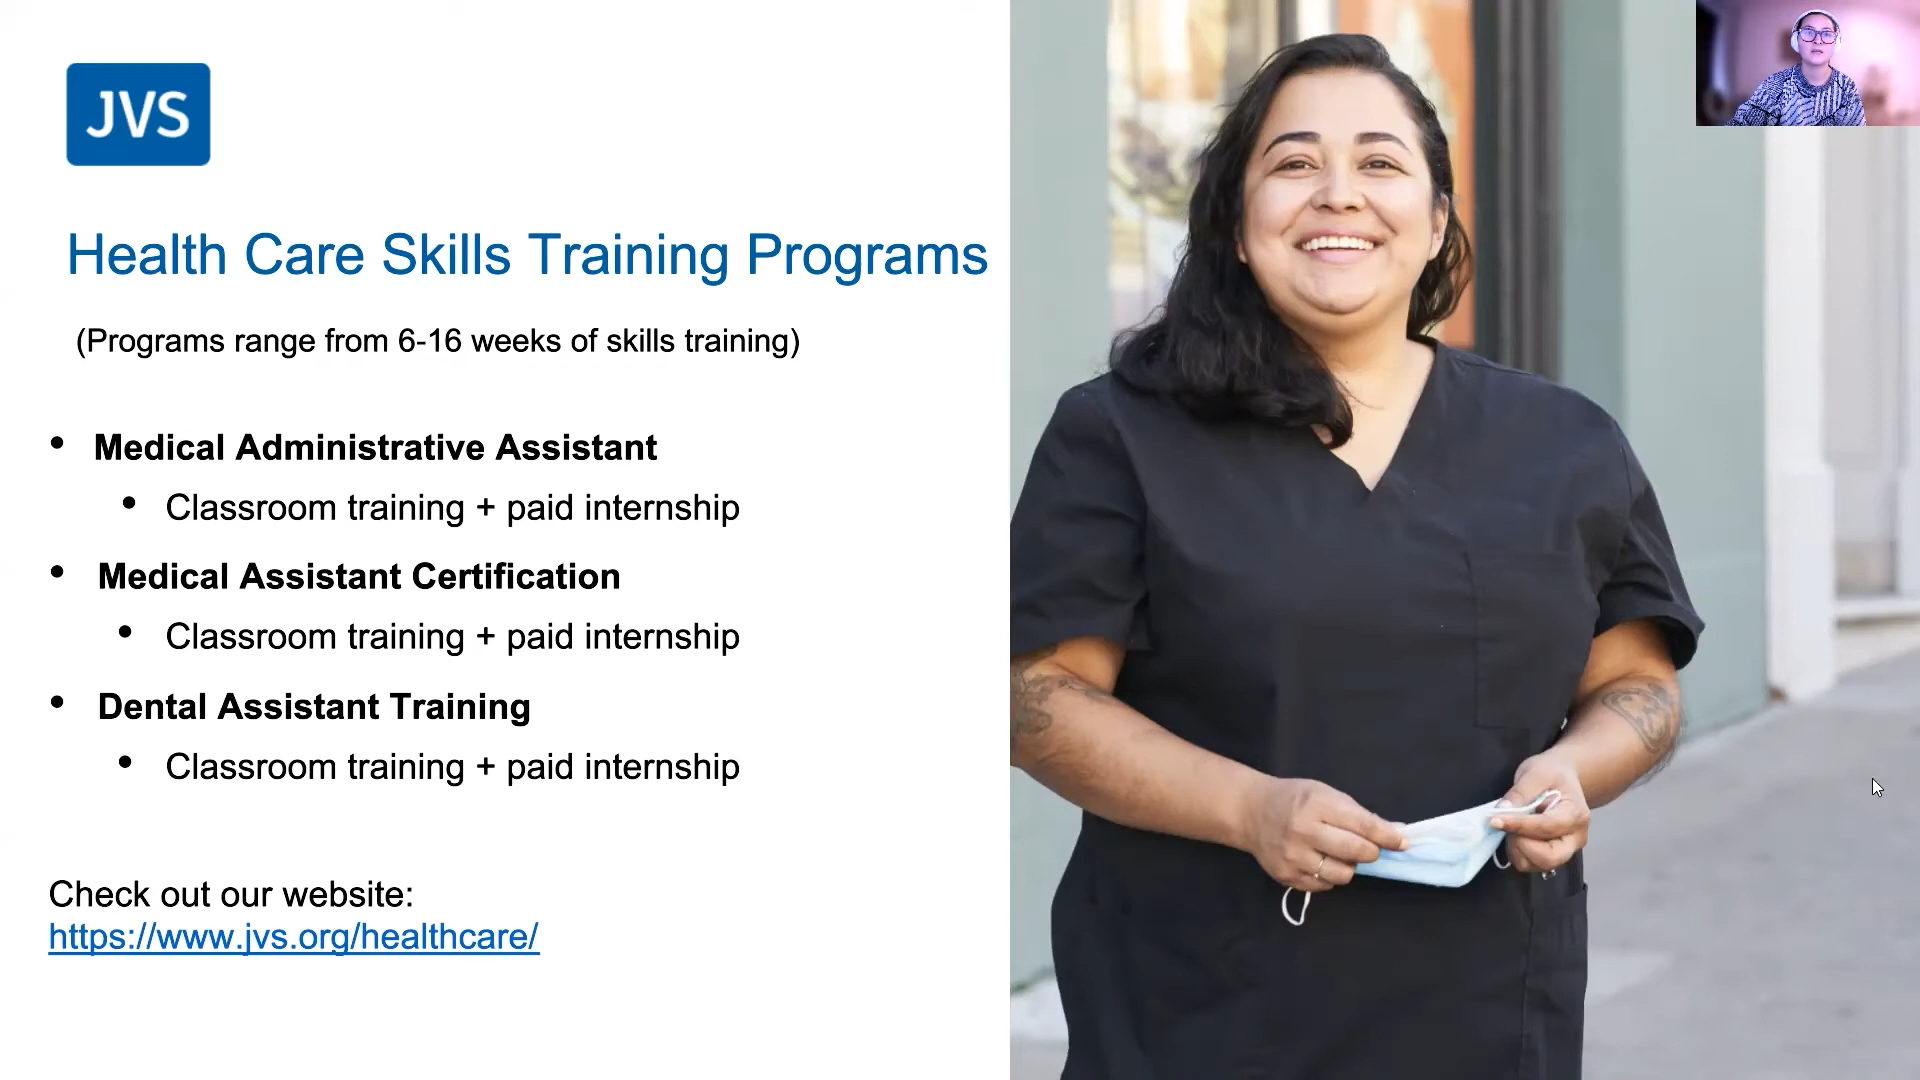 JVS
Health Care Skills Training Programs
(Programs range from 6-16 weeks of skills training)
• Medical Administrative Assistant
• Classroom training + paid internship
• Medical Assistant Certification
• Classroom training + paid internship
• Dental Assistant Training
• Classroom training + paid internship
Check out our website:
https://www.jvs.org/healthcare/